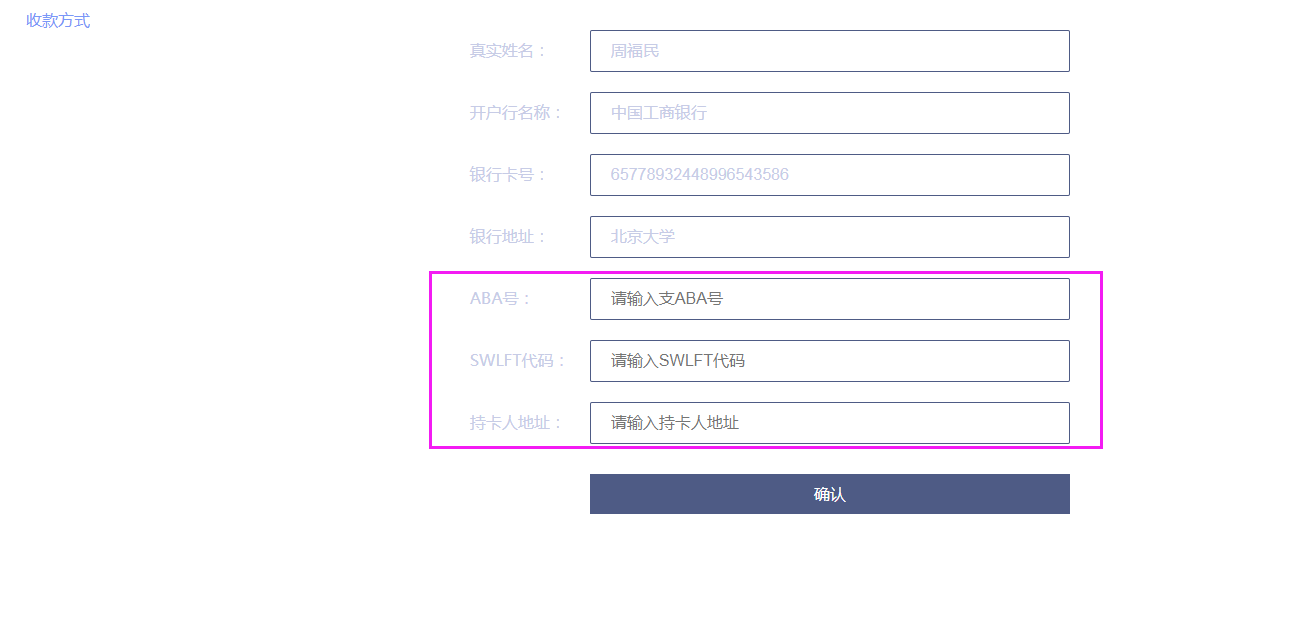 收款方式
真实姓名：
周福民
开户行名称：
中国工商银行
银行卡号：
65778932448996543586
银行地址：
北京大学
ABA号：
请输入支ABA号
SWLFT代码：
请输入SWLFT代码
持卡人地址：
请输入持卡人地址
确认